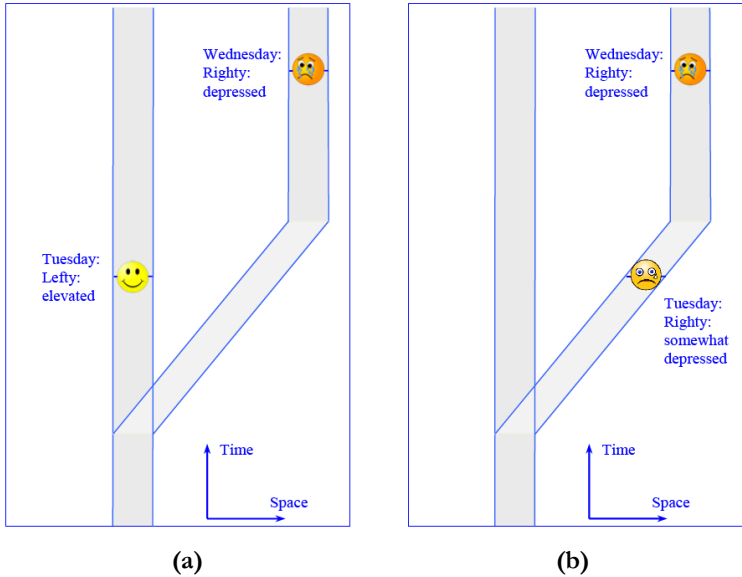 Wednesday:
Righty:
depressed
Tuesday:
Lefty:
elevated
Time
Space
(a)
Wednesday:
Righty:
depressed
Tuesday:
Righty:
somewhat
depressed
Time
Space
(b)